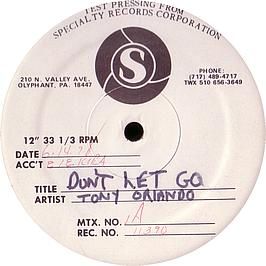 TEST PRESSING FROM
SPECIALTY RECORDS CORPORATION
S
210 N. VALLEY AVE.
OLYPHANT, PA. 18447
PHONE:
(717) 489-4717
TWX 510 656-3649
12" 33 1/3 RPM
DATE
ACC'T
TITLE DON'T LET GO
ARTIST TONY ORLANDO
MTX. NO. 1A
REC. NO. 11390